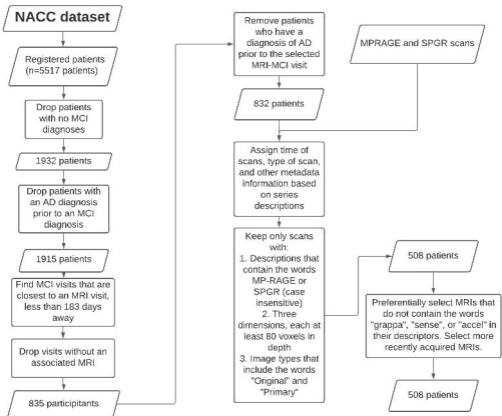 NACC dataset
Registered patients
(n=5517 patients)
Drop patients
with no MCI
diagnoses
1932 patients
Drop patients with
an AD diagnosis
prior to an MCI
diagnosis
1915 patients
Find MCI visits that are
closest to an MRI visit,
less than 183 days
away
Drop visits without an
associated MRI
835 participitants
Remove patients
who have a
diagnosis of AD
prior to the selected
MRI-MCI visit
832 patients
MPRAGE and SPGR scans
Assign time of
scans, type of scan,
and other metadata
information based
on series
descriptions
Keep only scans
with:
1. Descriptions that
contain the words
MP-RAGE or
SPGR (case
insensitive)
2. Three
dimensions, each at
least 80 voxels in
depth
3. Image types that
include the words
"Original" and
"Primary"
508 patients
Preferentially select MRIs that
do not contain the words
"grappa", "sense", or "accel" in
their descriptors. Select more
recently acquired MRIs.
508 patients